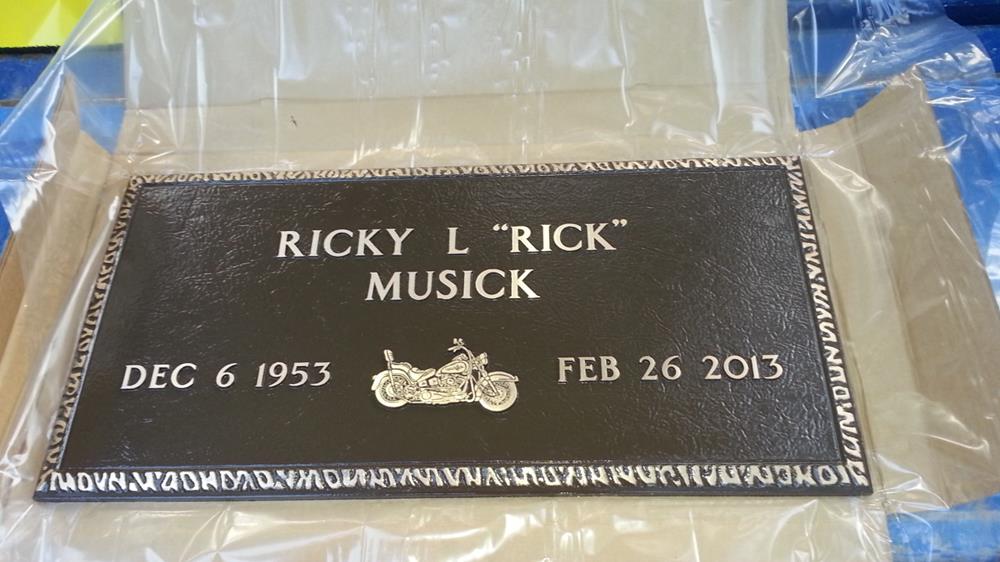 RICKY L “RICK”
MUSICK
DEC 6 1953
FEB 26 2013